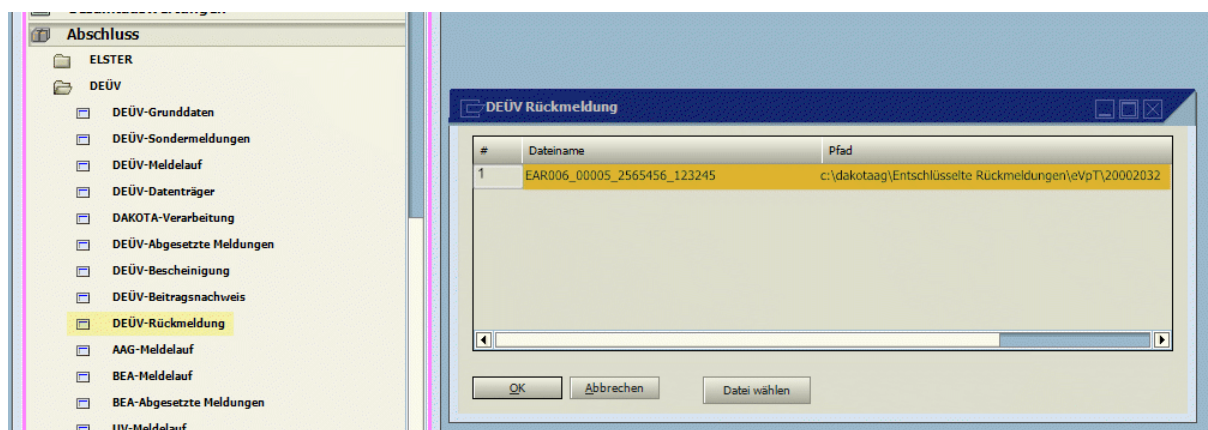 Abschluss
ELSTER
DEÜV
DEÜV-Grunddaten
DEÜV-Sondermeldungen
DEÜV-Meldelauf
DEÜV-Datenträger
DAKOTA-Verarbeitung
DEÜV-Abgesetzte Meldungen
DEÜV-Bescheinigung
DEÜV-Beitragsnachweis
DEÜV-Rückmeldung
AAG-Meldelauf
BEA-Meldelauf
BEA-Abgesetzte Meldungen
UV-Meldelauf
DEÜV Rückmeldung
# Dateiname Pfad
1 EAR006_00005_2565456_123245 c:\dakotaag\Entschlüsselte Rückmeldungen\eVpT\20002032
OK Abbrechen Datei wählen